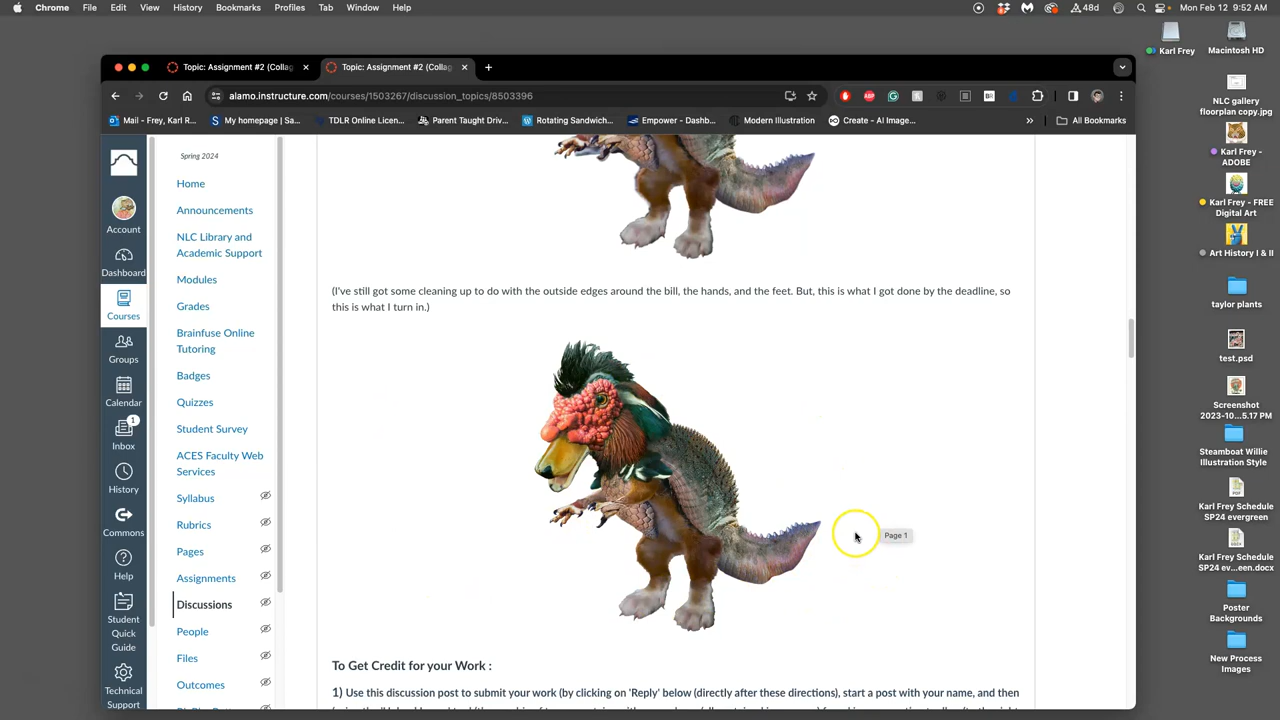 Chrome File Edit View History Bookmarks Profiles Tab Window Help
48d
Mon Feb 12 9:52 AM
Topic: Assignment #2 (Collag
Topic: Assignment #2 (Collag
alamo.instructure.com/courses/1503267/discussion_topics/8503396
Mail - Frey, Karl R...
My homepage | Sa...
TDLR Online Licen...
Parent Taught Driv...
Rotating Sandwich...
Empower - Dashb...
Modern Illustration
Create - AI Image...
»
All Bookmarks
Account
Dashboard
Courses
Groups
Calendar
1
Inbox
History
Commons
Help
Student
Quick
Guide
Technical
Support
Spring 2024
Home
Announcements
NLC Library and
Academic Support
Modules
Grades
Brainfuse Online
Tutoring
Badges
Quizzes
Student Survey
ACES Faculty Web
Services
Syllabus
Rubrics
Pages
Assignments
Discussions
People
Files
Outcomes
(I've still got some cleaning up to do with the outside edges around the bill, the hands, and the feet. But, this is what I got done by the deadline, so
this is what I turn in.)
Page 1
To Get Credit for your Work :
1) Use this discussion post to submit your work (by clicking on 'Reply' below (directly after these directions), start a post with your name, and then
Karl Frey
Macintosh HD
NLC gallery
floorplan copy.jpg
Karl Frey -
ADOBE
Karl Frey - FREE
Digital Art
Art History I & II
taylor plants
test.psd
Screenshot
2023-10...5.17 PM
Steamboat Willie
Illustration Style
Karl Frey Schedule
SP24 evergreen
Karl Frey Schedule
SP24 ev...een.docx
Poster
Backgrounds
New Process
Images